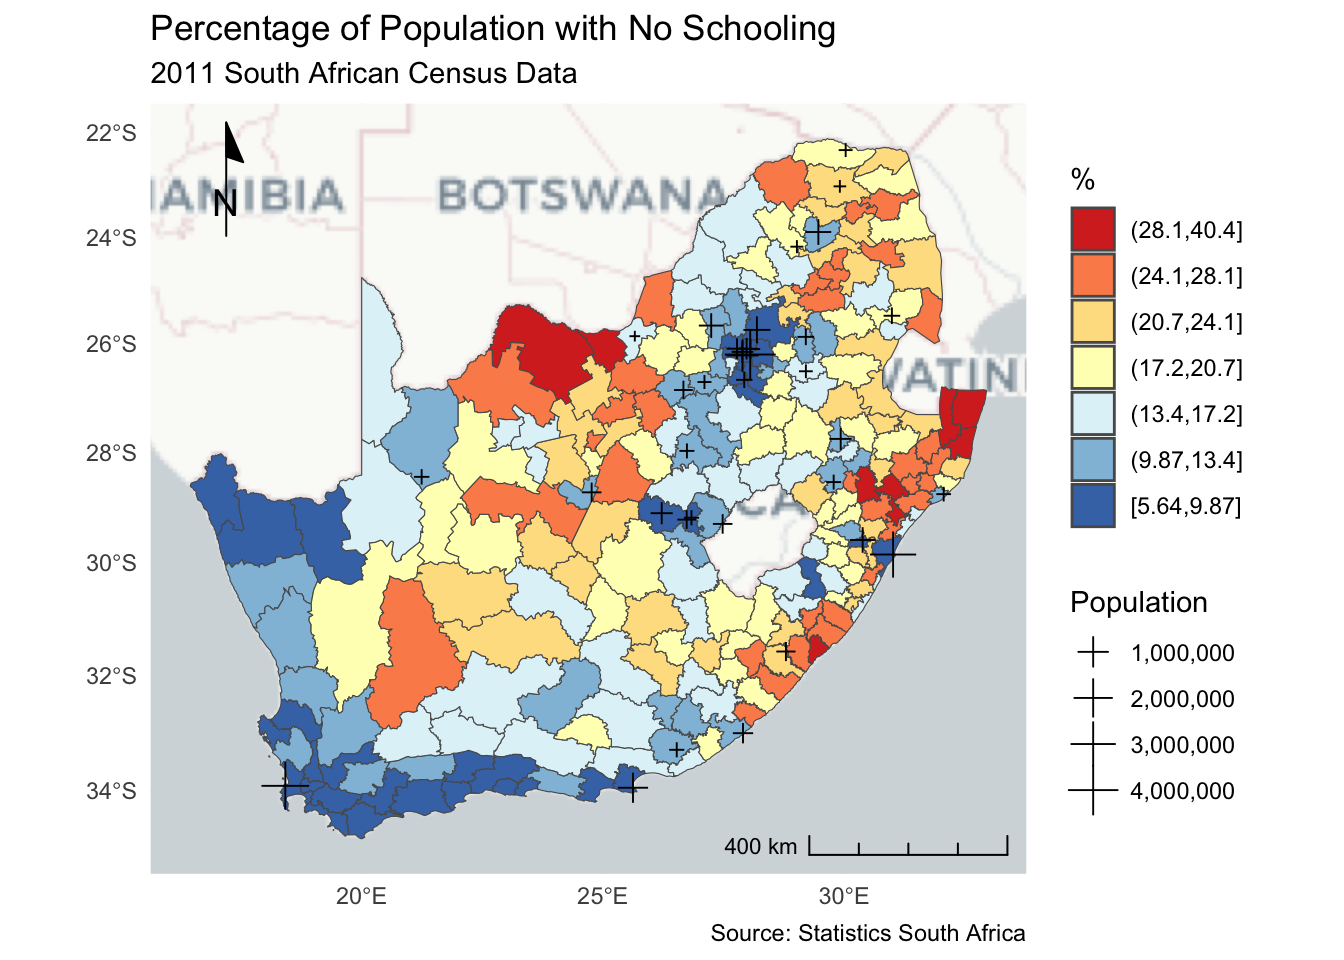 Percentage of Population with No Schooling
2011 South African Census Data
22°S
24°S
26°S
28°S
30°S
32°S
34°S
N
AMIBIA
BOTSWANA
VATINI
CA
400 km
20°E
25°E
30°E
%
(28.1,40.4]
(24.1,28.1]
(20.7,24.1]
(17.2,20.7]
(13.4,17.2]
(9.87,13.4]
[5.64,9.87]
Population
1,000,000
2,000,000
3,000,000
4,000,000
Source: Statistics South Africa